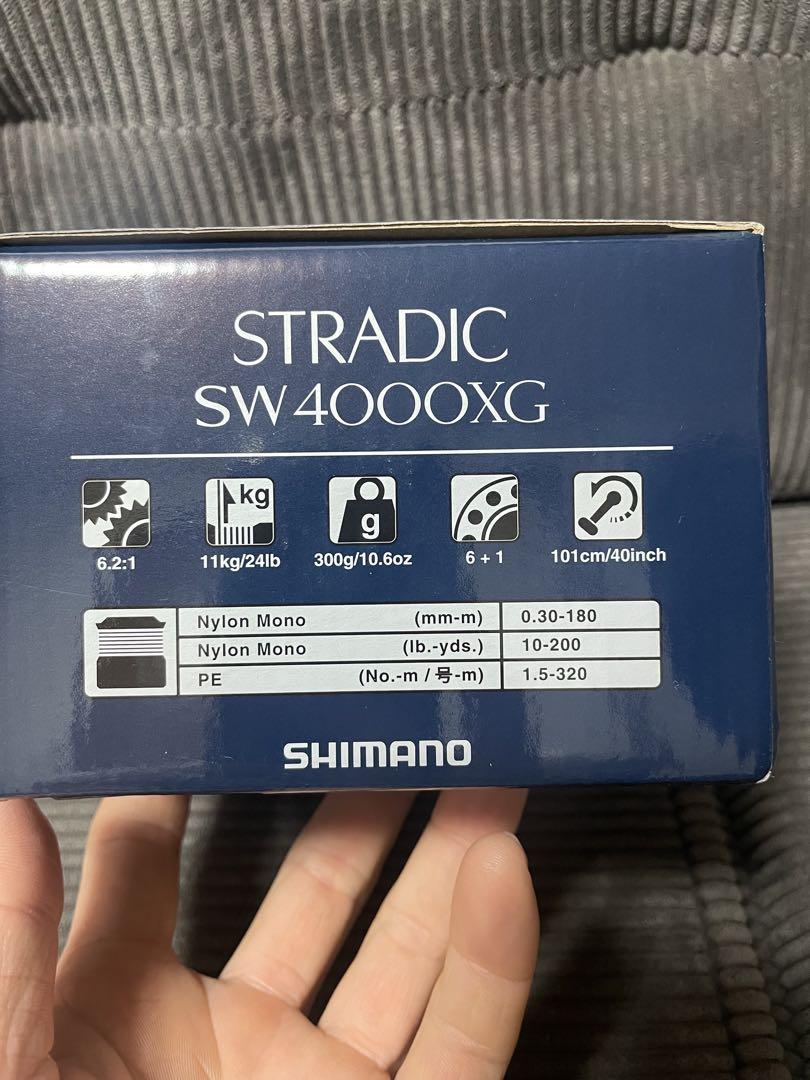 STRADIC
SW4000XG
kg
g
6.2:1 11kg/24lb 300g/10.6oz 6 + 1 101cm/40inch
Nylon Mono (mm-m) 0.30-180
Nylon Mono (lb.-yds.) 10-200
PE (No.-m / 号-m) 1.5-320
SHIMANO